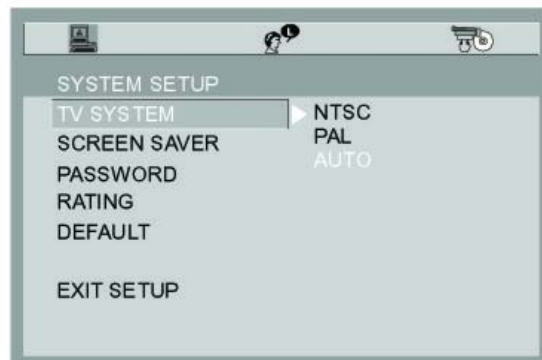 SYSTEM SETUP
TV SYSTEM
NTSC
SCREEN SAVER
PAL
AUTO
PASSWORD
RATING
DEFAULT
EXIT SETUP